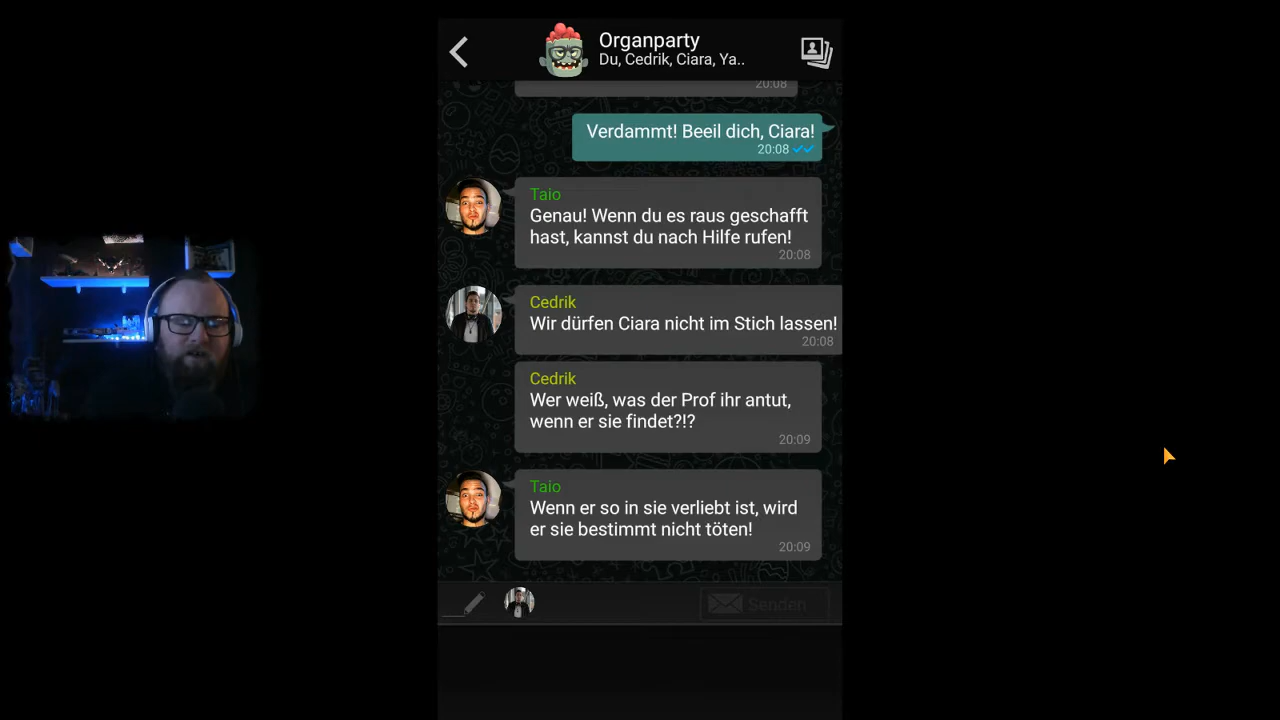 Organparty
Du, Cedrik, Ciara, Ya..
20:08
Verdammt! Beeil dich, Ciara!
20:08
Taio
Genau! Wenn du es raus geschafft
hast, kannst du nach Hilfe rufen!
20:08
Cedrik
Wir dürfen Ciara nicht im Stich lassen!
20:08
Cedrik
Wer weiß, was der Prof ihr antut,
wenn er sie findet?!?
20:09
Taio
Wenn er so in sie verliebt ist, wird
er sie bestimmt nicht töten!
20:09
Senden